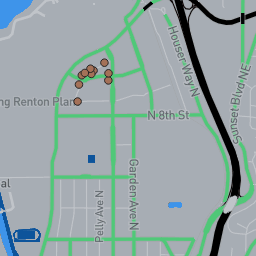 Houser Way N
Sunset Blvd NE
ng Renton Plan
N 8th St
Garden Ave N
Pelly Ave N
al